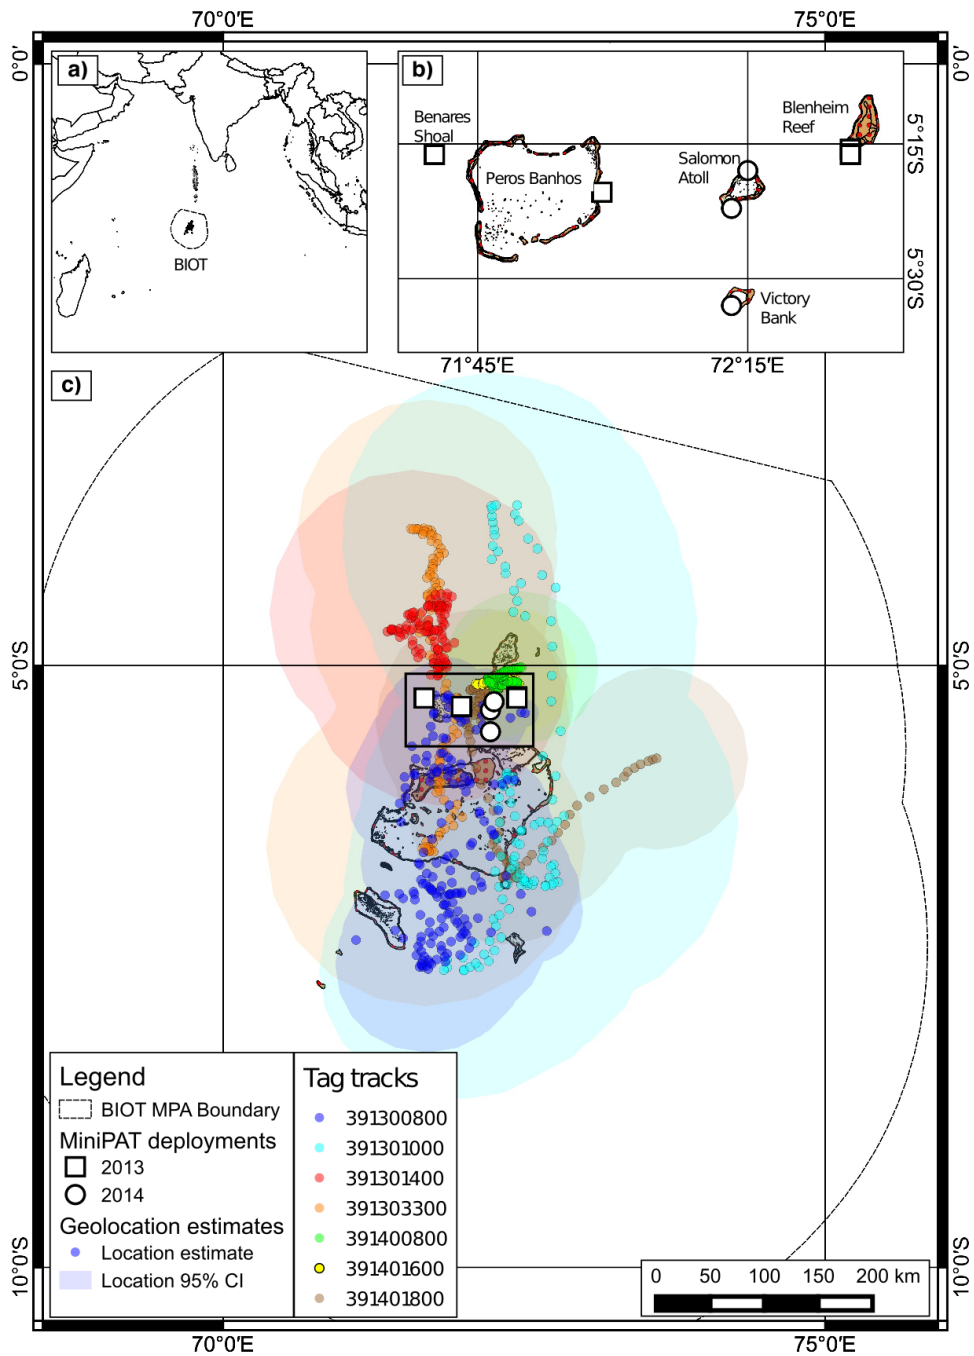 70°0′E
75°0′E
0°0′
0°0′
a)
BIOT
b)
Benares
Shoal
Peros Banhos
Salomon
Atoll
Blenheim
Reef
Victory
Bank
5°15′S
5°30′S
71°45′E
72°15′E
c)
5°0′S
5°0′S
Legend
BIOT MPA Boundary
MiniPAT deployments
2013
2014
Geolocation estimates
Location estimate
Location 95% CI
Tag tracks
391300800
391301000
391301400
391303300
391400800
391401600
391401800
0 50 100 150 200 km
10°0′S
10°0′S
70°0′E
75°0′E